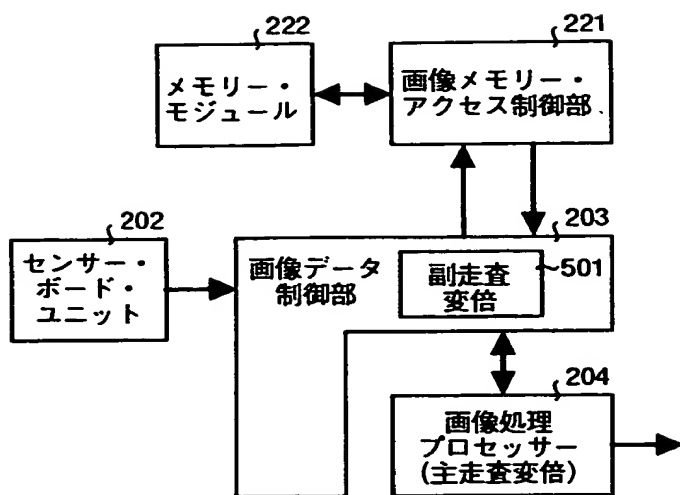 222
メモリー・
モジュール
221
画像メモリー・
アクセス制御部
202
センサー・
ボード・
ユニット
203
画像データ
制御部
副走査
変倍
501
204
画像処理
プロセッサー
(主走査変倍)